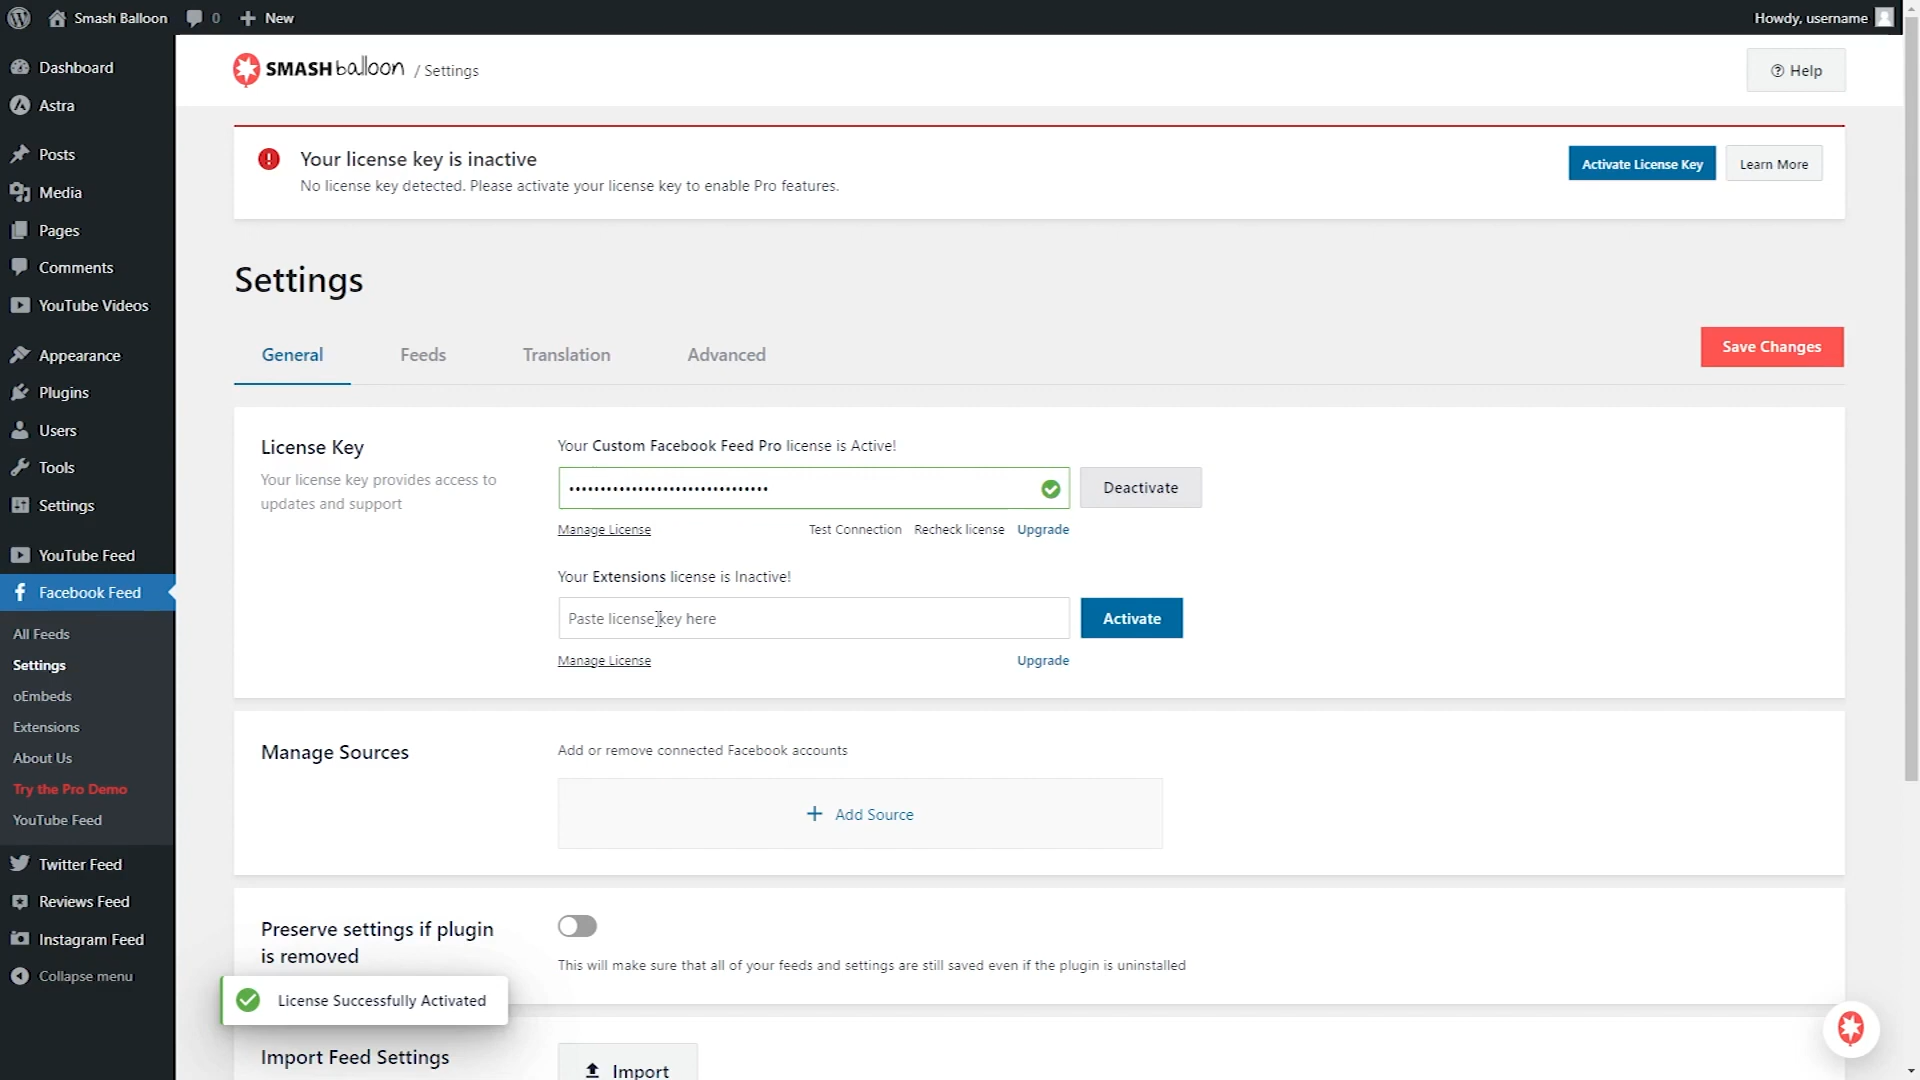 Smash Balloon
0
New
Howdy, username
Dashboard
Astra
Posts
Media
Pages
Comments
YouTube Videos
Appearance
Plugins
Users
Tools
Settings
YouTube Feed
Facebook Feed
All Feeds
Settings
oEmbeds
Extensions
About Us
Try the Pro Demo
YouTube Feed
Twitter Feed
Reviews Feed
Instagram Feed
Collapse menu
SMASH balloon / Settings
Help
Your license key is inactive
No license key detected. Please activate your license key to enable Pro features.
Activate License Key
Learn More
Settings
General
Feeds
Translation
Advanced
Save Changes
License Key
Your license key provides access to
updates and support
Your Custom Facebook Feed Pro license is Active!
•••••••••••••••••••••••••••••••
Deactivate
Manage License
Test Connection
Recheck license
Upgrade
Your Extensions license is Inactive!
Paste license key here
Activate
Manage License
Upgrade
Manage Sources
Add or remove connected Facebook accounts
Add Source
Preserve settings if plugin
is removed
This will make sure that all of your feeds and settings are still saved even if the plugin is uninstalled
License Successfully Activated
Import Feed Settings
Import